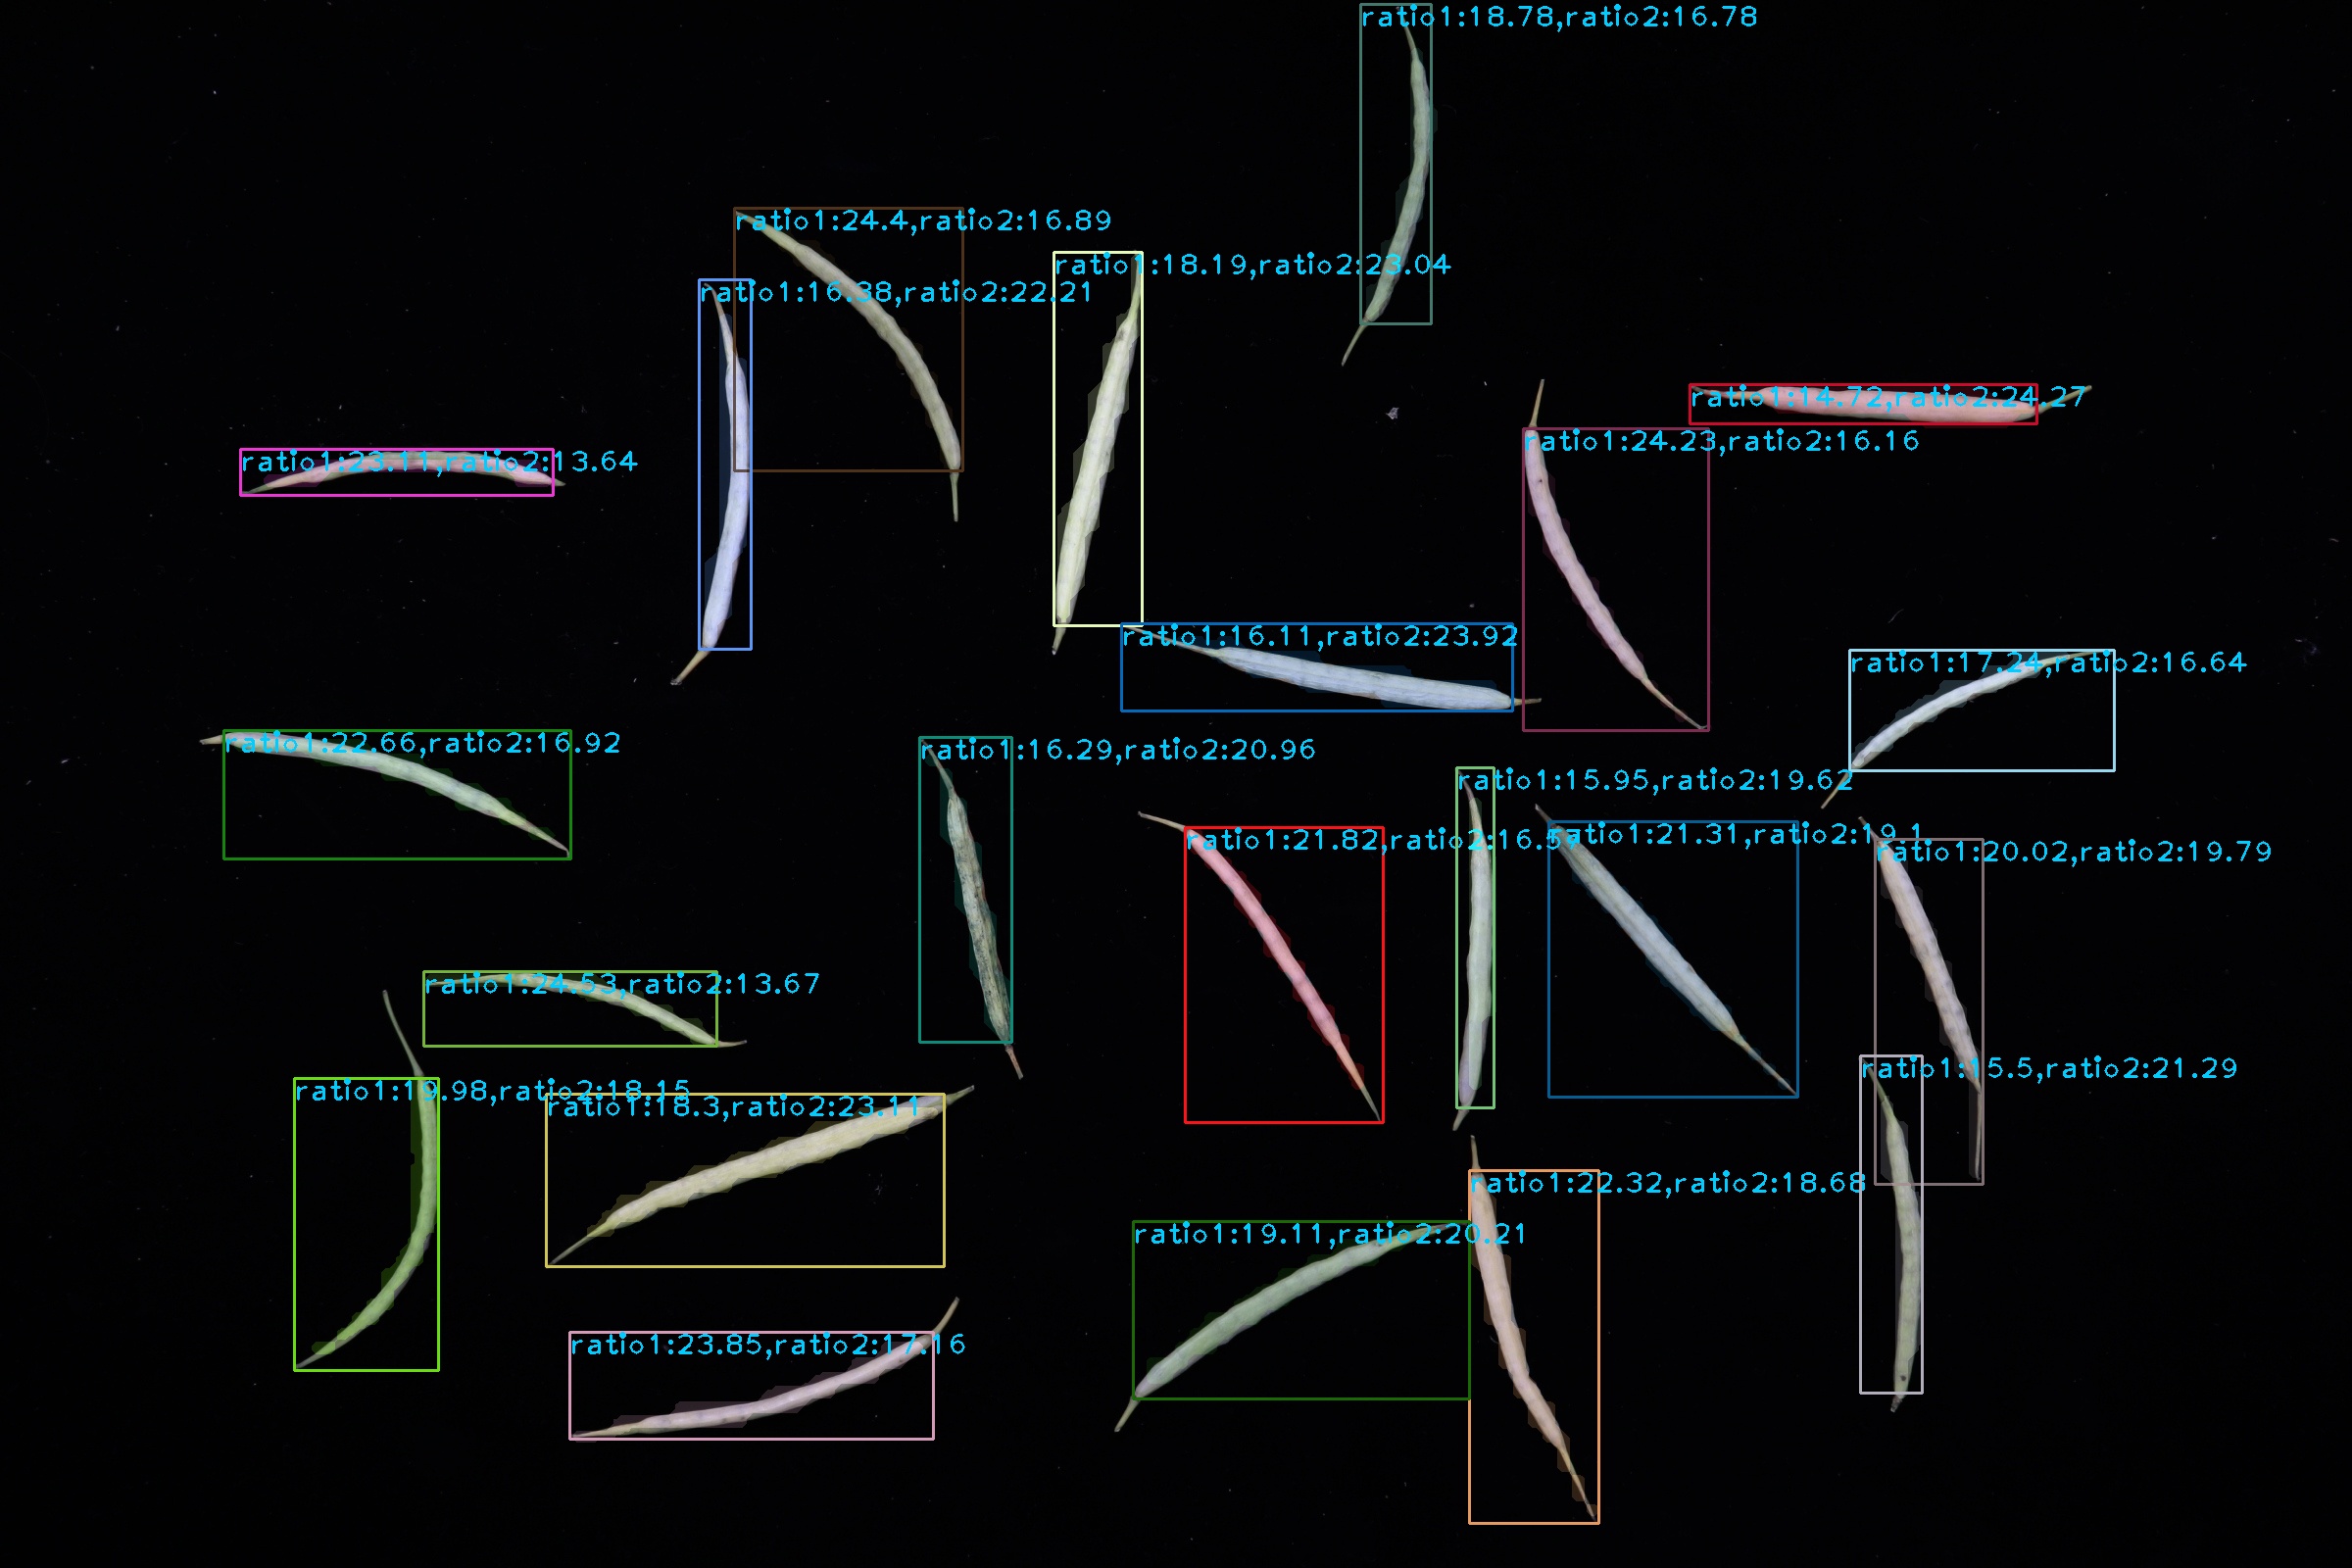 ratio1:18.78,ratio2:16.78
ratio1:24.4,ratio2:16.89
ratio1:18.19,ratio2:23.04
ratio1:16.38,ratio2:22.21
ratio1:14.72,ratio2:24.27
ratio1:24.23,ratio2:16.16
ratio1:23.11,ratio2:13.64
ratio1:16.11,ratio2:23.92
ratio1:17.24,ratio2:16.64
ratio1:22.66,ratio2:16.92
ratio1:16.29,ratio2:20.96
ratio1:15.95,ratio2:19.62
ratio1:21.82,
ratio1:21.31,ratio2:19.1
ratio1:20.02,ratio2:19.79
ratio1:24.53,ratio2:13.67
ratio1:15.5,ratio2:21.29
ratio1:19.98,ratio2:18.15
ratio1:18.3,ratio2:23.11
ratio1:22.32,ratio2:18.68
ratio1:19.11,ratio2:20.21
ratio1:23.85,ratio2:17.16